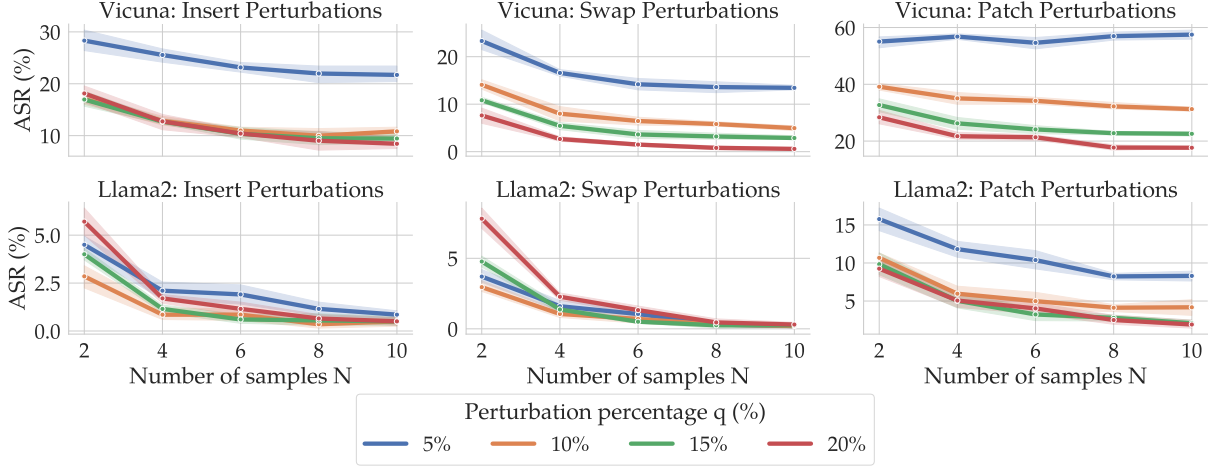 Vicuna: Insert Perturbations
Vicuna: Swap Perturbations
Vicuna: Patch Perturbations
ASR (%)
30
20
10
20
10
0
60
40
20
Llama2: Insert Perturbations
Llama2: Swap Perturbations
Llama2: Patch Perturbations
ASR (%)
5.0
2.5
0.0
5
0
15
10
5
2 4 6 8 10
2 4 6 8 10
2 4 6 8 10
Number of samples N
Number of samples N
Number of samples N
Perturbation percentage q (%)
5% 10% 15% 20%